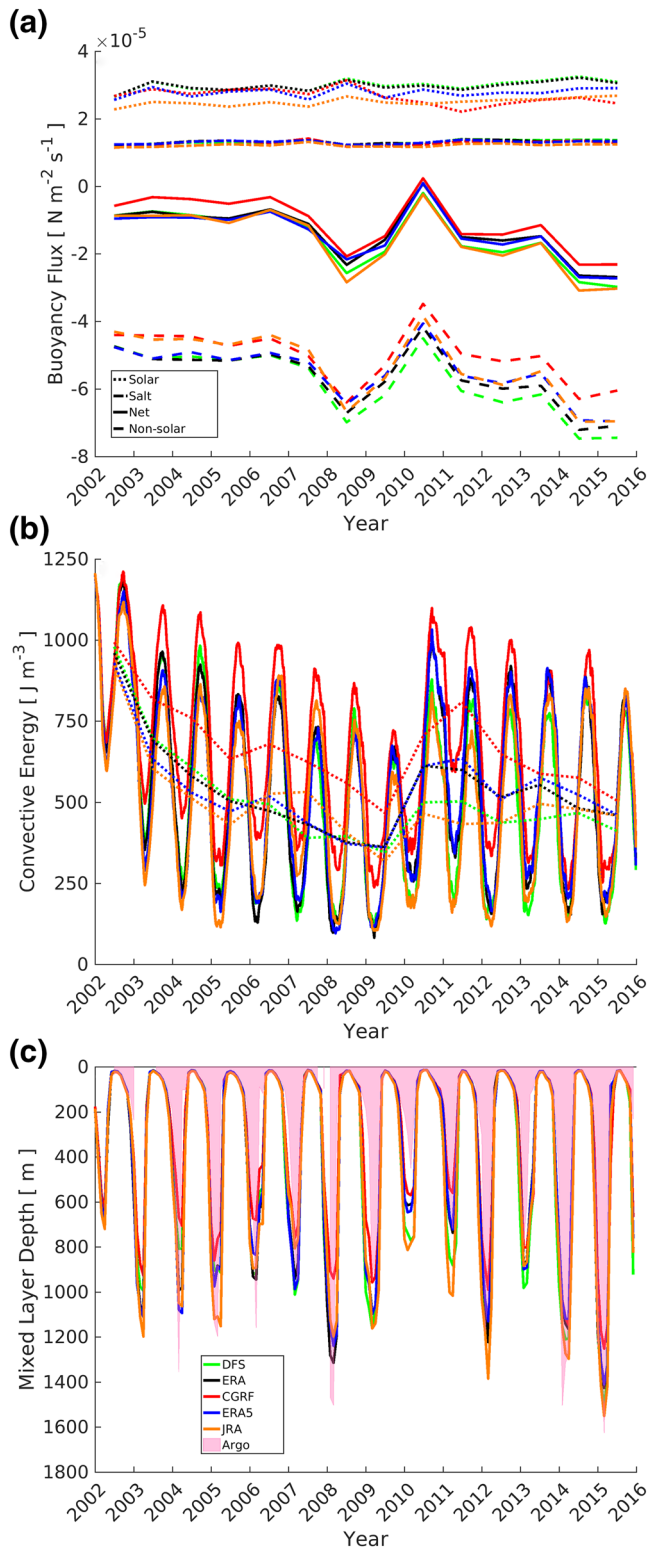 (a)
×10⁻⁵
4
2
0
-2
-4
-6
-8
Buoyancy Flux [ N m⁻² s⁻¹ ]
Solar
Salt
Net
Non-solar
2002 2003 2004 2005 2006 2007 2008 2009 2010 2011 2012 2013 2014 2015 2016
Year
(b)
1250
1000
750
500
250
0
Convective Energy [ J m⁻³ ]
2002 2003 2004 2005 2006 2007 2008 2009 2010 2011 2012 2013 2014 2015 2016
Year
(c)
0
200
400
600
800
1000
1200
1400
1600
1800
Mixed Layer Depth [ m ]
DFS
ERA
CGRF
ERA5
JRA
Argo
2002 2003 2004 2005 2006 2007 2008 2009 2010 2011 2012 2013 2014 2015 2016
Year